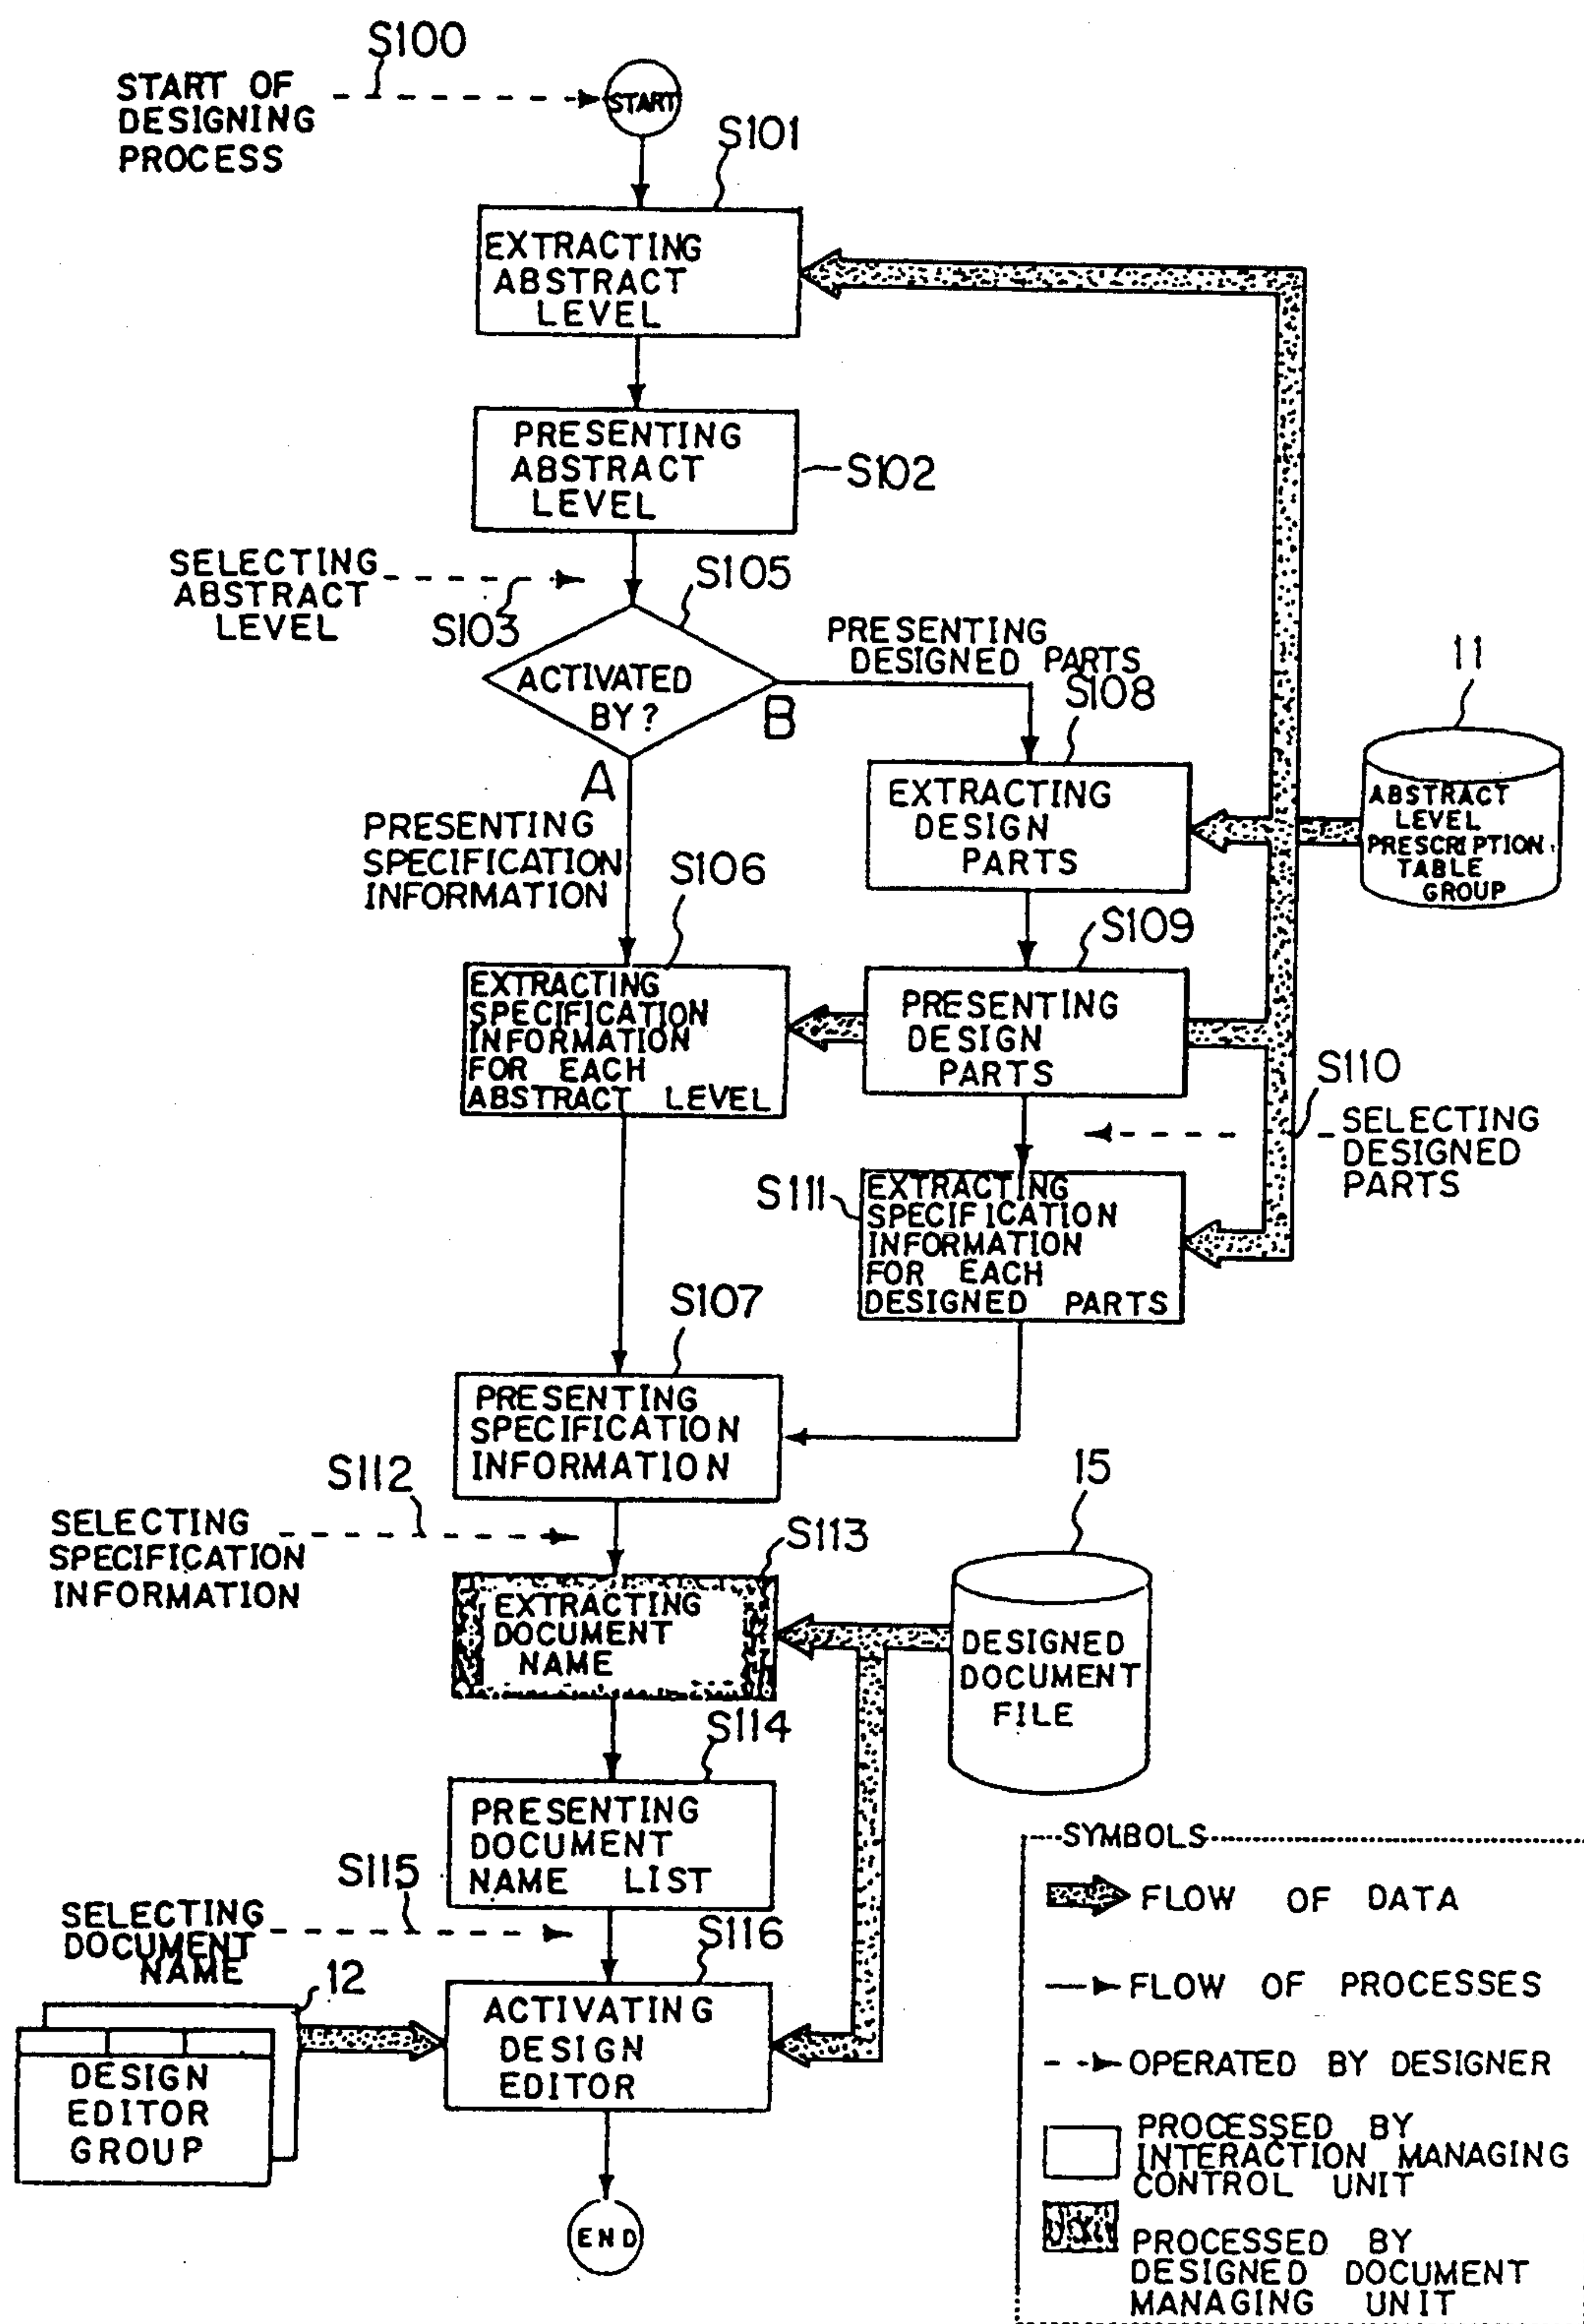 S100
START OF
DESIGNING
PROCESS
START
S101
EXTRACTING
ABSTRACT
LEVEL
PRESENTING
ABSTRACT
LEVEL
S102
SELECTING
ABSTRACT
LEVEL
S103
S105
ACTIVATED
BY?
B
A
PRESENTING
DESIGNED PARTS
S108
11
ABSTRACT
LEVEL
PRESCRIPTION
TABLE
GROUP
EXTRACTING
DESIGN
PARTS
PRESENTING
SPECIFICATION
INFORMATION
S106
S109
EXTRACTING
SPECIFICATION
INFORMATION
FOR EACH
ABSTRACT LEVEL
PRESENTING
DESIGN
PARTS
S110
SELECTING
DESIGNED
PARTS
S111
EXTRACTING
SPECIFICATION
INFORMATION
FOR EACH
DESIGNED PARTS
S107
PRESENTING
SPECIFICATION
INFORMATION
S112
SELECTING
SPECIFICATION
INFORMATION
S113
EXTRACTING
DOCUMENT
NAME
15
DESIGNED
DOCUMENT
FILE
S114
PRESENTING
DOCUMENT
NAME LIST
S115
SELECTING
DOCUMENT
NAME
S116
12
DESIGN
EDITOR
GROUP
ACTIVATING
DESIGN
EDITOR
END
SYMBOLS
FLOW OF DATA
FLOW OF PROCESSES
OPERATED BY DESIGNER
PROCESSED BY
INTERACTION MANAGING
CONTROL UNIT
PROCESSED BY
DESIGNED DOCUMENT
MANAGING UNIT